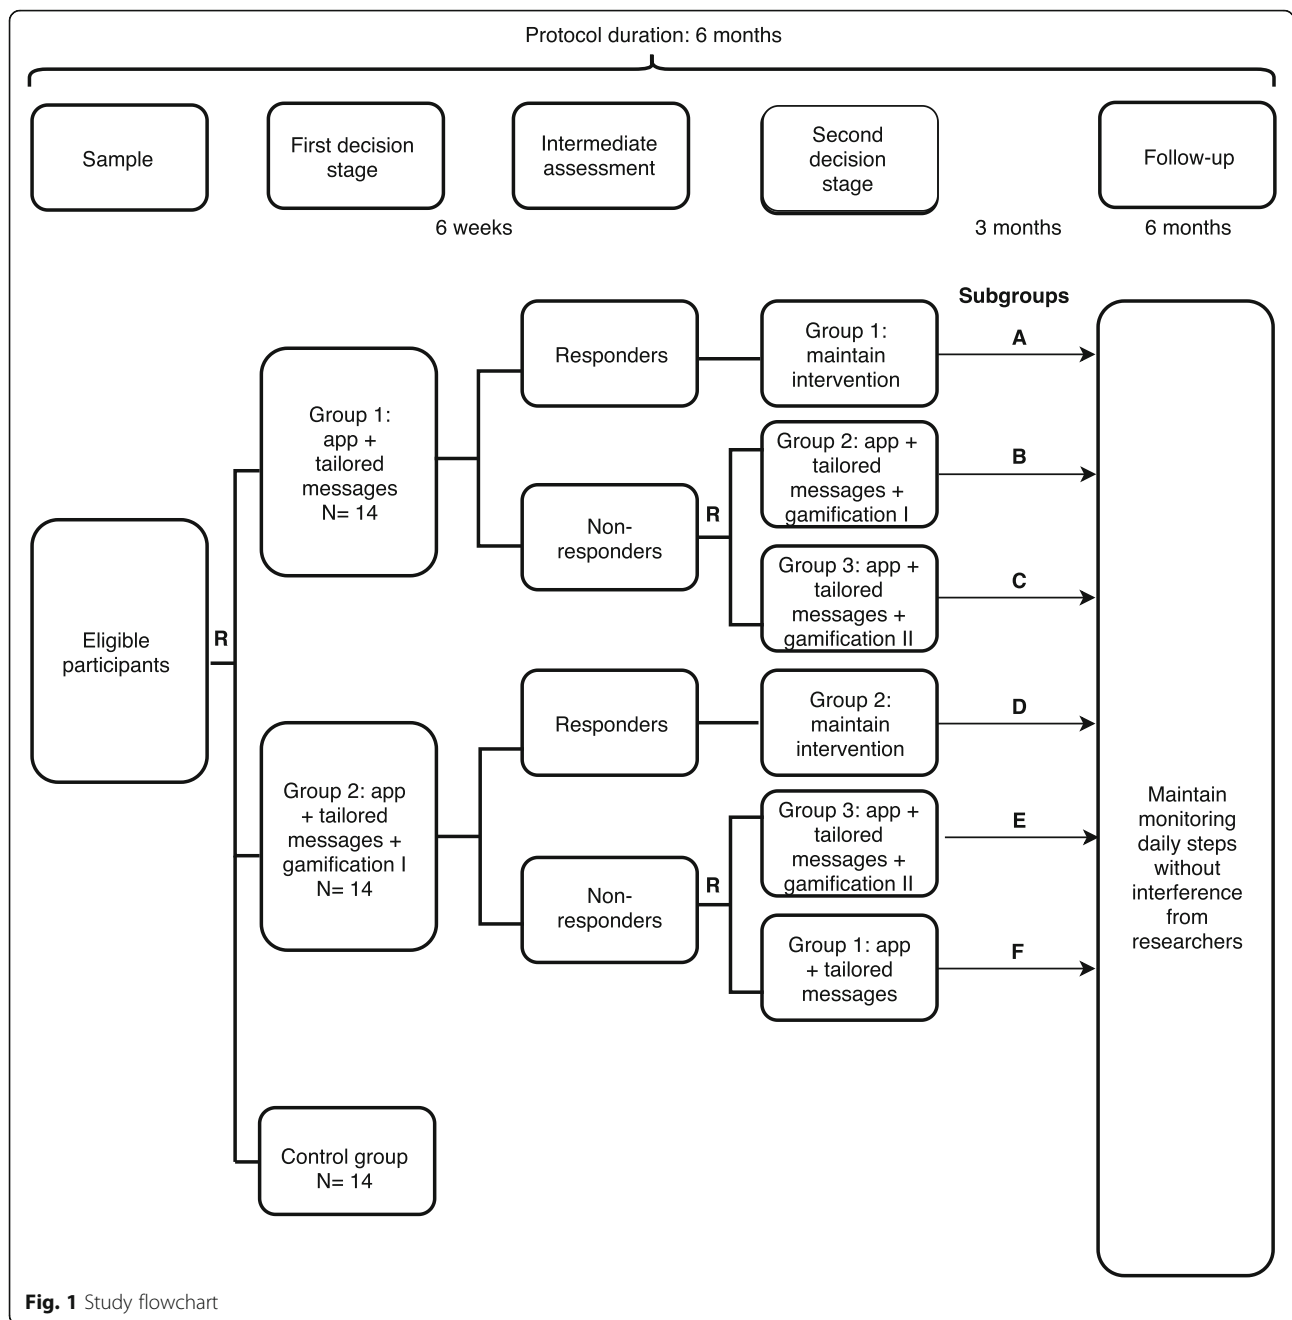 Protocol duration: 6 months
Sample
First decision
stage
Intermediate
assessment
Second
decision
stage
Follow-up
6 weeks
3 months
6 months
Subgroups
Eligible
participants
R
Group 1:
app +
tailored
messages
N= 14
Responders
Group 1:
maintain
intervention
A
Non-
responders
R
Group 2: app +
tailored
messages +
gamification I
B
Group 3: app +
tailored
messages +
gamification II
C
Group 2: app
+ tailored
messages +
gamification I
N= 14
Responders
Group 2:
maintain
intervention
D
Non-
responders
R
Group 3: app +
tailored
messages +
gamification II
E
Group 1: app
+ tailored
messages
F
Control group
N= 14
Maintain
monitoring
daily steps
without
interference
from
researchers
Fig. 1 Study flowchart